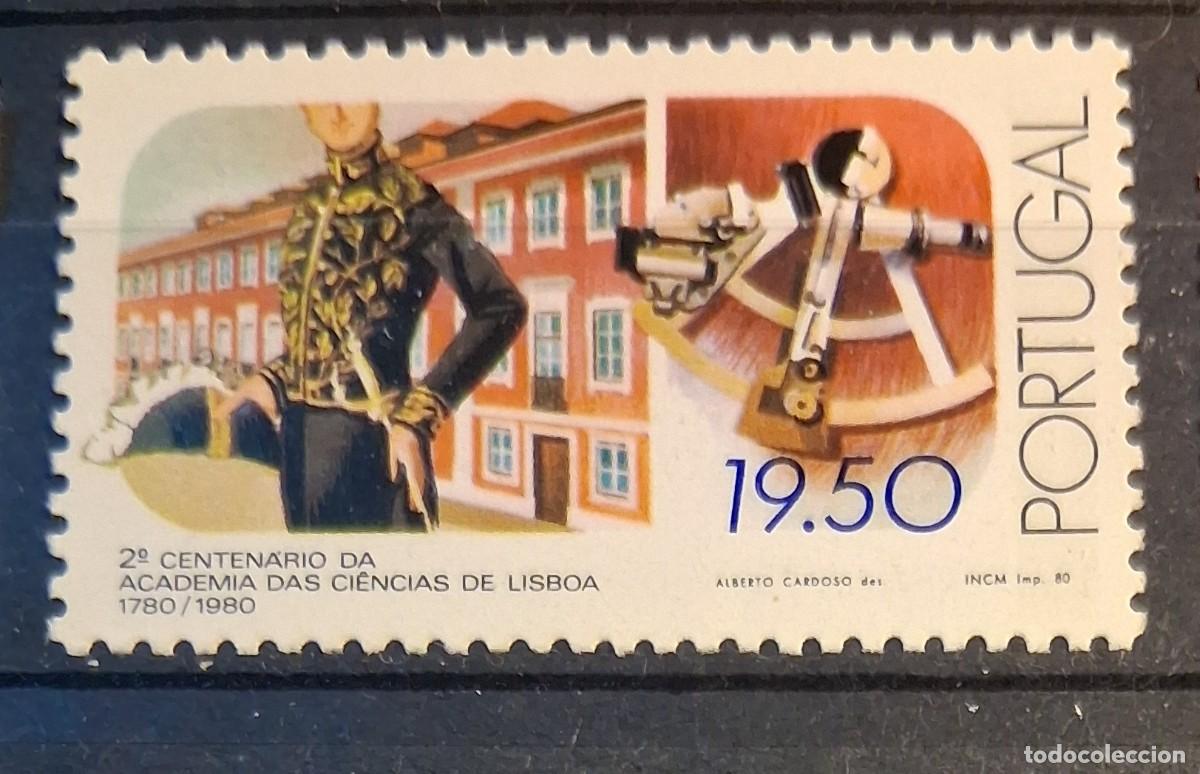 PORTUGAL
19.50
2º CENTENÁRIO DA
ACADEMIA DAS CIÊNCIAS DE LISBOA
1780/1980
ALBERTO CARDOSO des.
INCM Imp. 80
todocoleccion